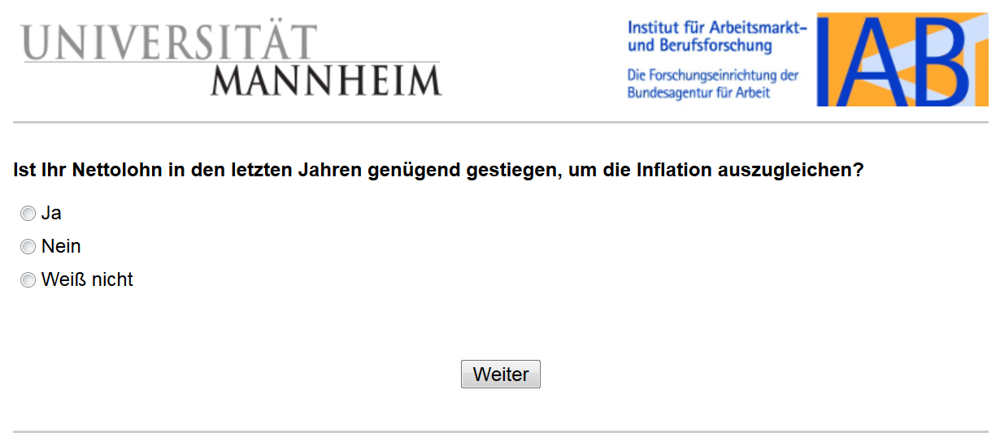 UNIVERSITÄT
MANNHEIM
Institut für Arbeitsmarkt-
und Berufsforschung
Die Forschungseinrichtung der
Bundesagentur für Arbeit
IAB
Ist Ihr Nettolohn in den letzten Jahren genügend gestiegen, um die Inflation auszugleichen?
Ja
Nein
Weiß nicht
Weiter